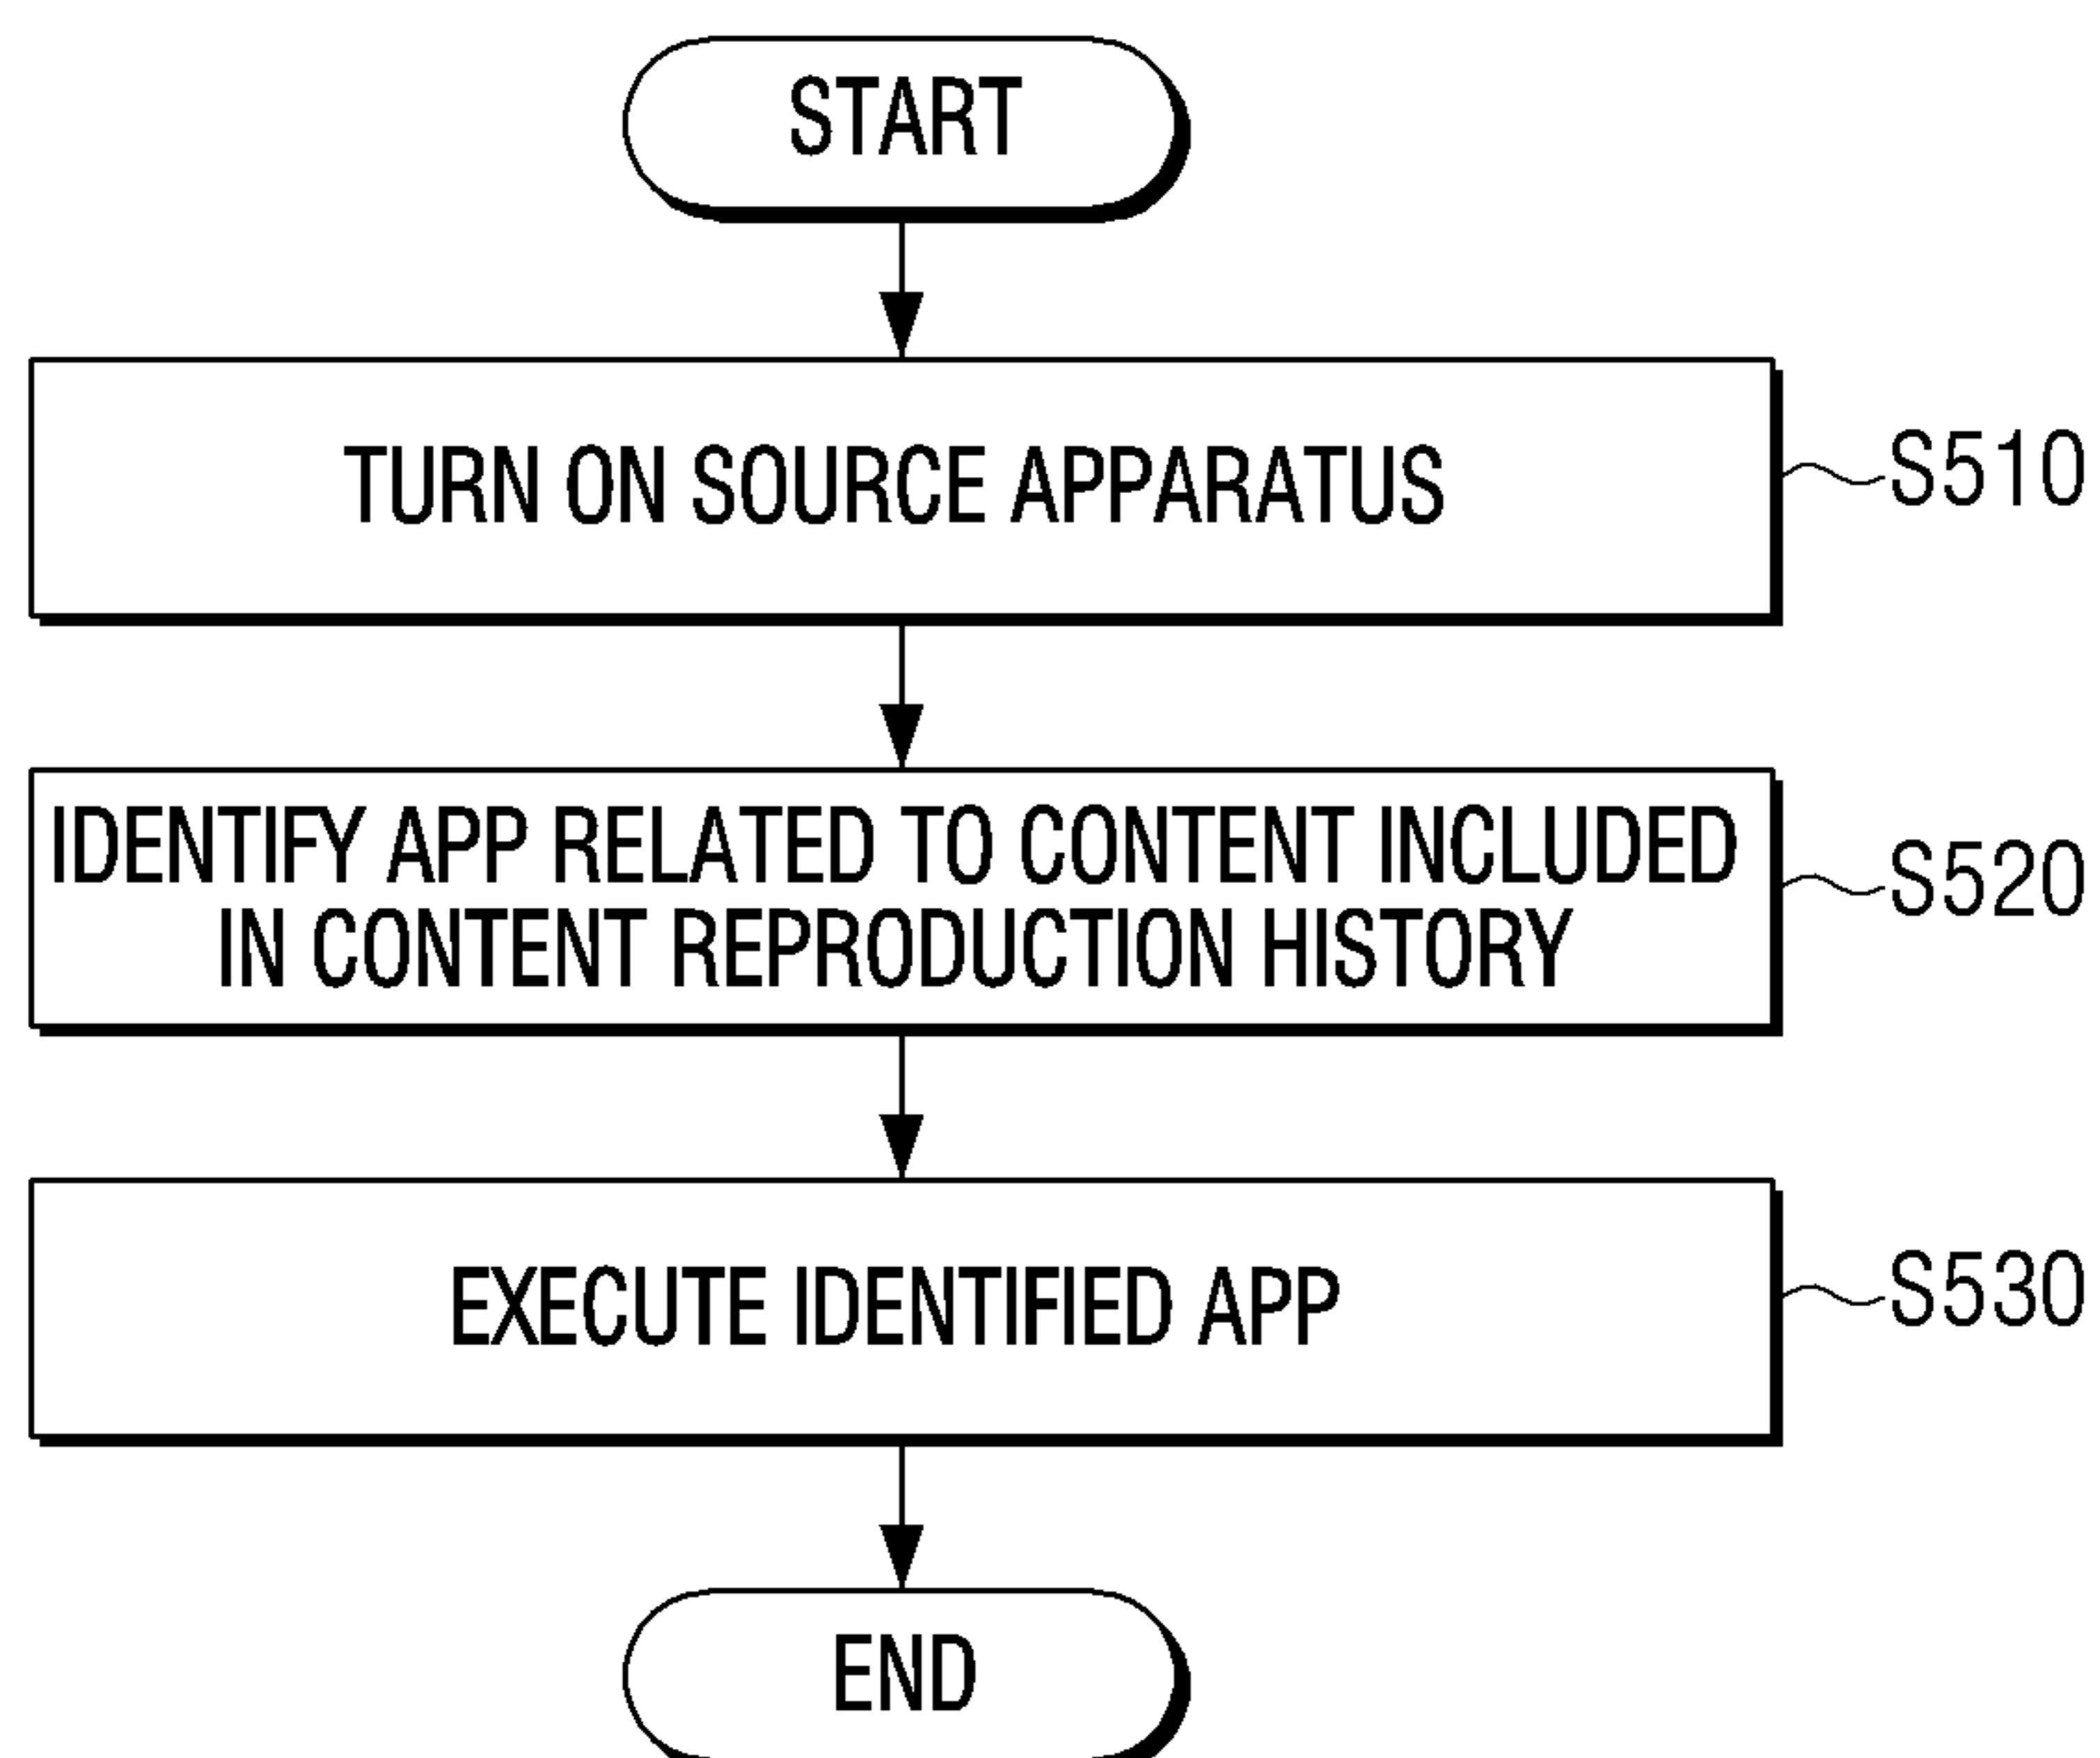 START
TURN ON SOURCE APPARATUS
S510
IDENTIFY APP RELATED TO CONTENT INCLUDED
IN CONTENT REPRODUCTION HISTORY
S520
EXECUTE IDENTIFIED APP
S530
END